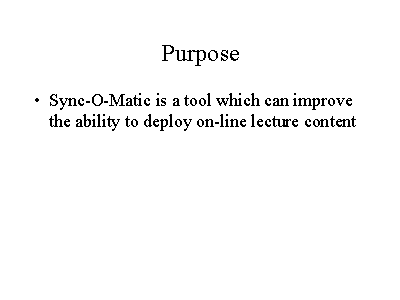 Purpose
• Sync-O-Matic is a tool which can improve
the ability to deploy on-line lecture content